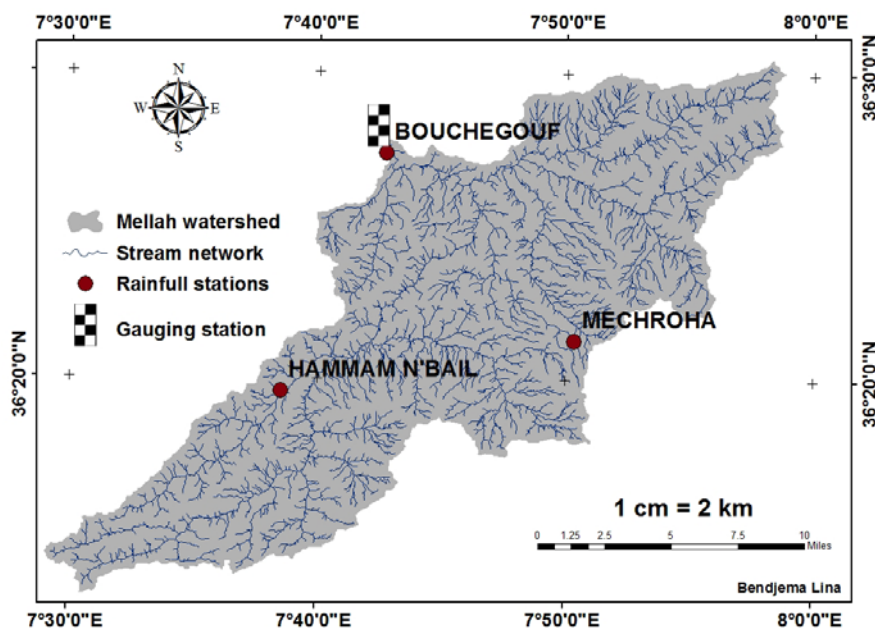 7°30'0"E 7°40'0"E 7°50'0"E 8°0'0"E
N
W E
S
36°30'0"N
BOUCHEGOUF
Mellah watershed
Stream network
Rainfull stations
Gauging station
MECHROHA
HAMMAM N'BAIL
36°20'0"N
36°20'0"N
1 cm = 2 km
0 1.25 2.5 5 7.5 10
Miles
Bendjema Lina
7°30'0"E 7°40'0"E 7°50'0"E 8°0'0"E